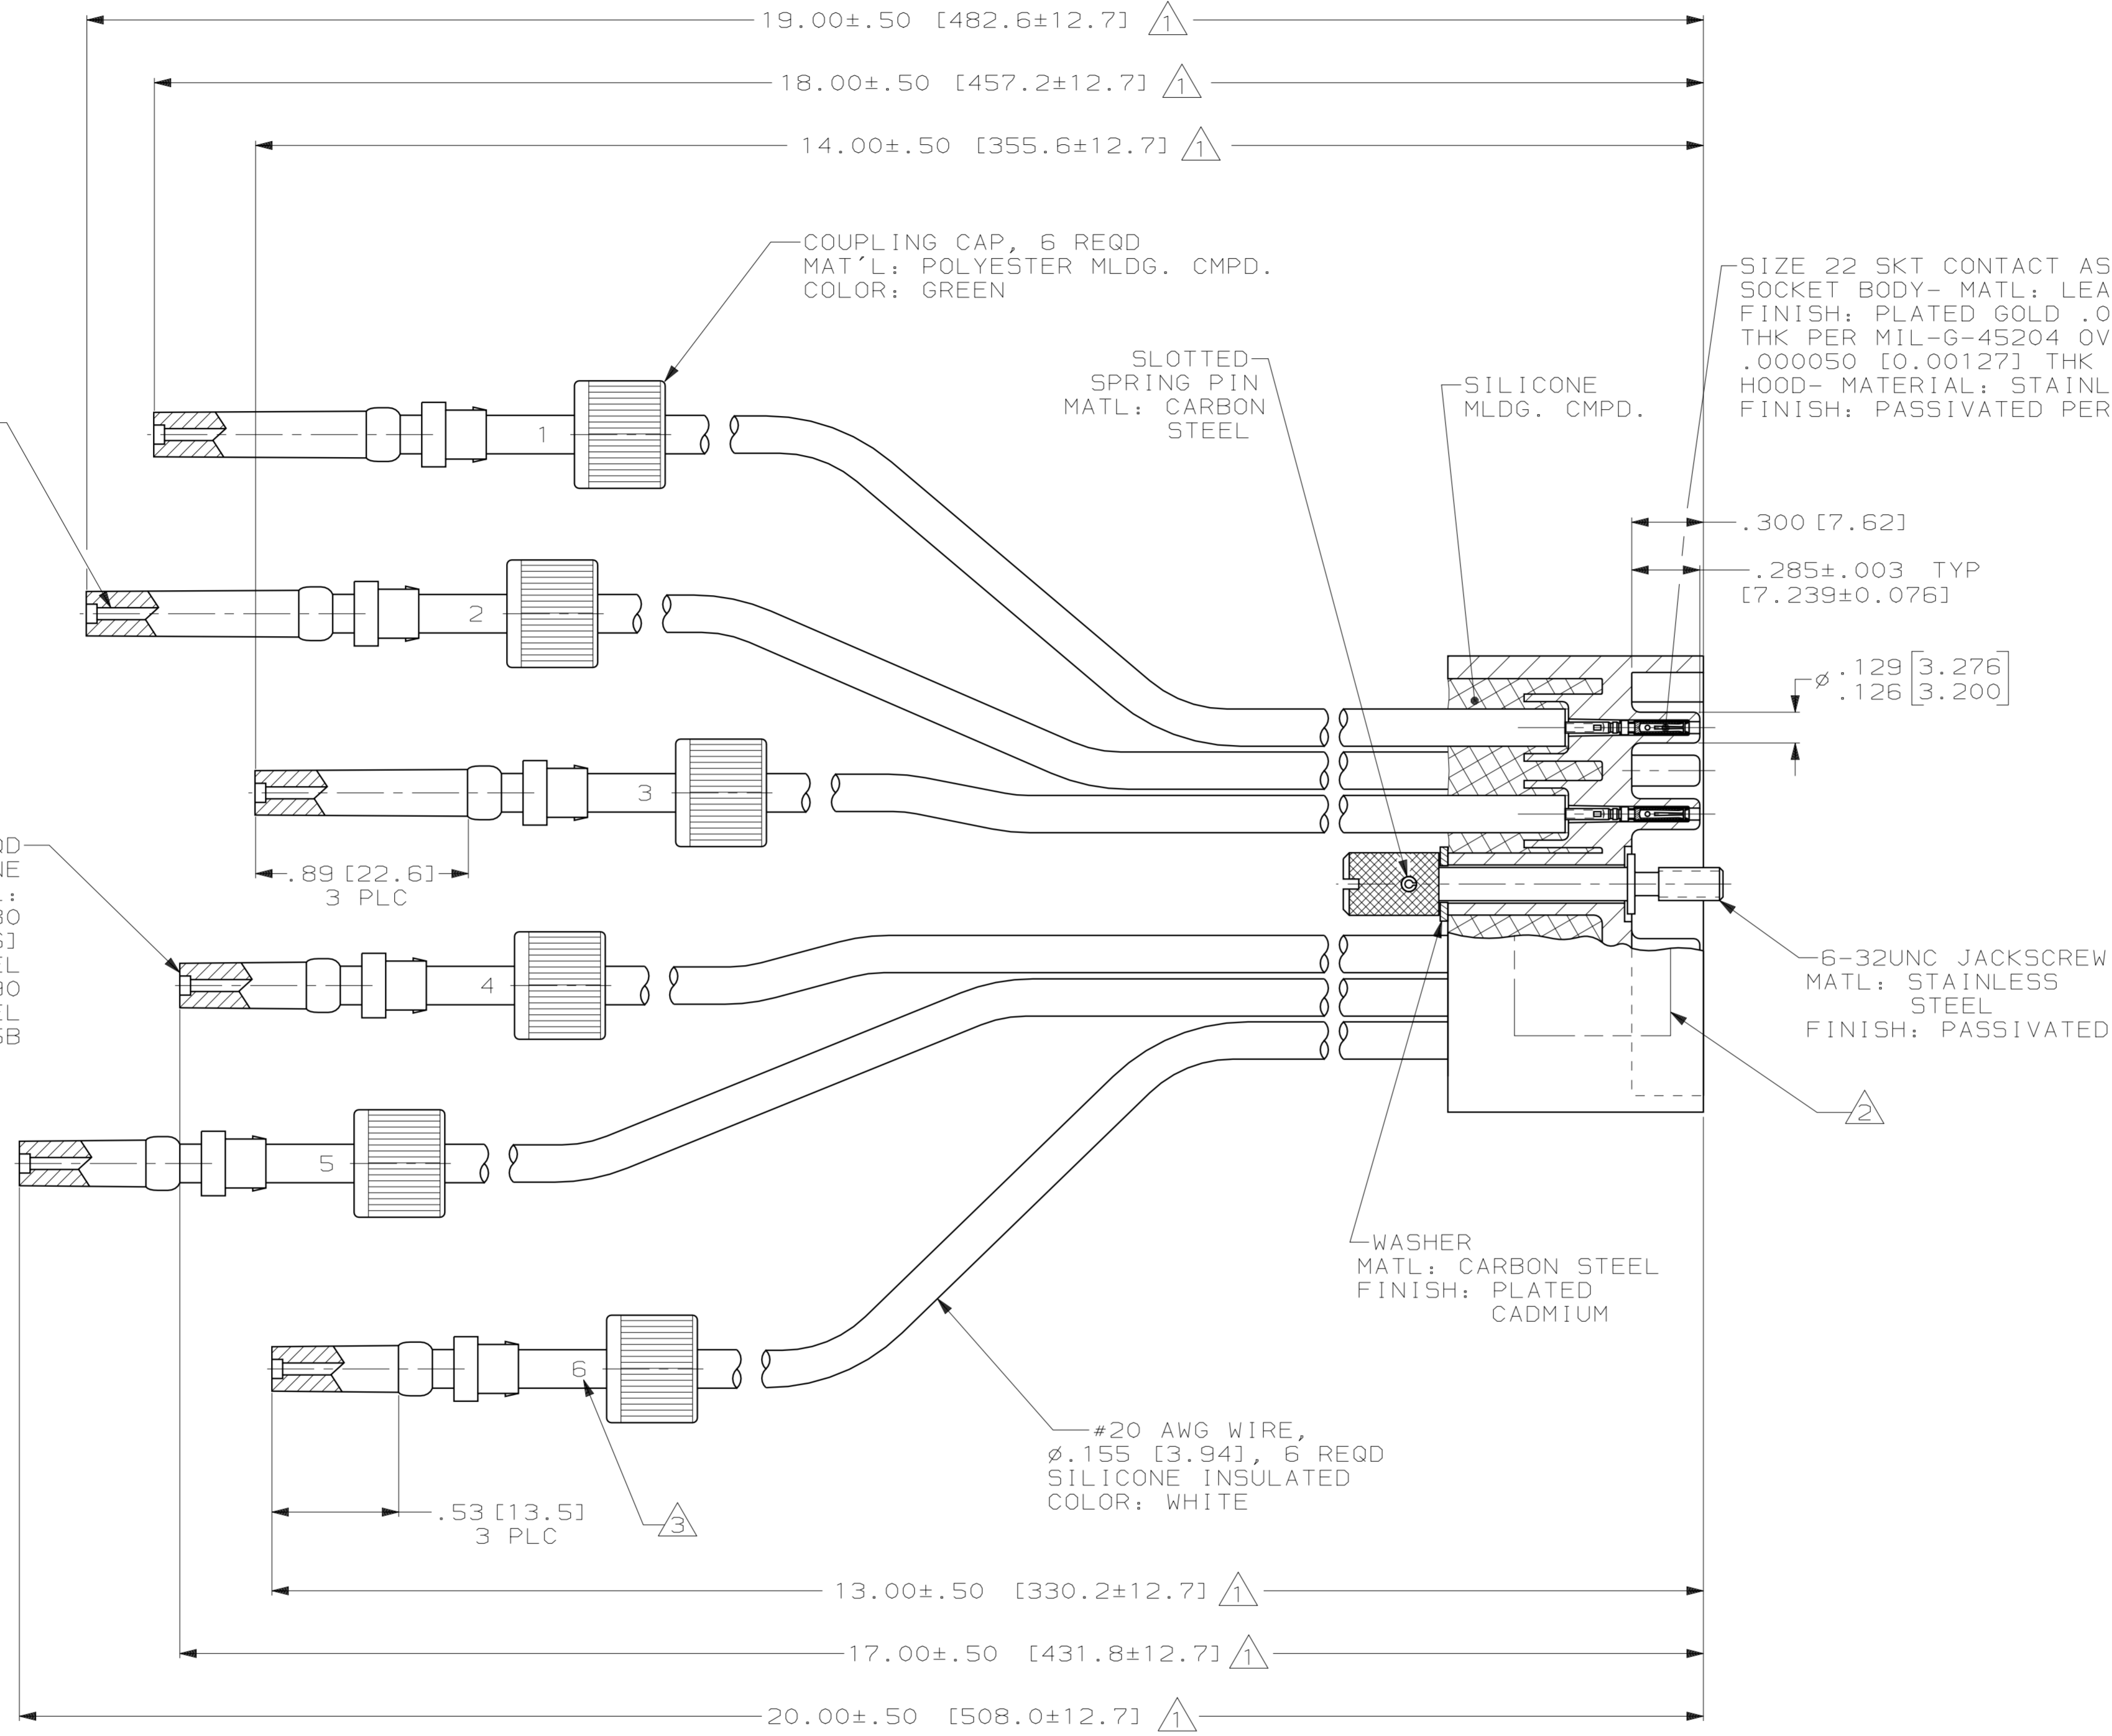 19.00±.50 [482.6±12.7] 1
18.00±.50 [457.2±12.7] 1
14.00±.50 [355.6±12.7] 1
COUPLING CAP, 6 REQD
MAT´L: POLYESTER MLDG. CMPD.
COLOR: GREEN
SIZE 22 SKT CONTACT AS
SOCKET BODY- MATL: LEA
FINISH: PLATED GOLD .0
THK PER MIL-G-45204 OV
.000050 [0.00127] THK
HOOD- MATERIAL: STAINL
FINISH: PASSIVATED PER
SLOTTED
SPRING PIN
MATL: CARBON
STEEL
SILICONE
MLDG. CMPD.
1
.300 [7.62]
.285±.003 TYP
[7.239±0.076]
2
ø .129 [3.276]
.126 [3.200]
3
.89 [22.6]
3 PLC
QD
NE
L:
30
6]
EL
90
EL
SB
4
6-32UNC JACKSCREW
MATL: STAINLESS
STEEL
FINISH: PASSIVATED
2
5
WASHER
MATL: CARBON STEEL
FINISH: PLATED
CADMIUM
6
#20 AWG WIRE,
ø.155 [3.94], 6 REQD
SILICONE INSULATED
COLOR: WHITE
.53 [13.5]
3 PLC
3
13.00±.50 [330.2±12.7] 1
17.00±.50 [431.8±12.7] 1
20.00±.50 [508.0±12.7] 1